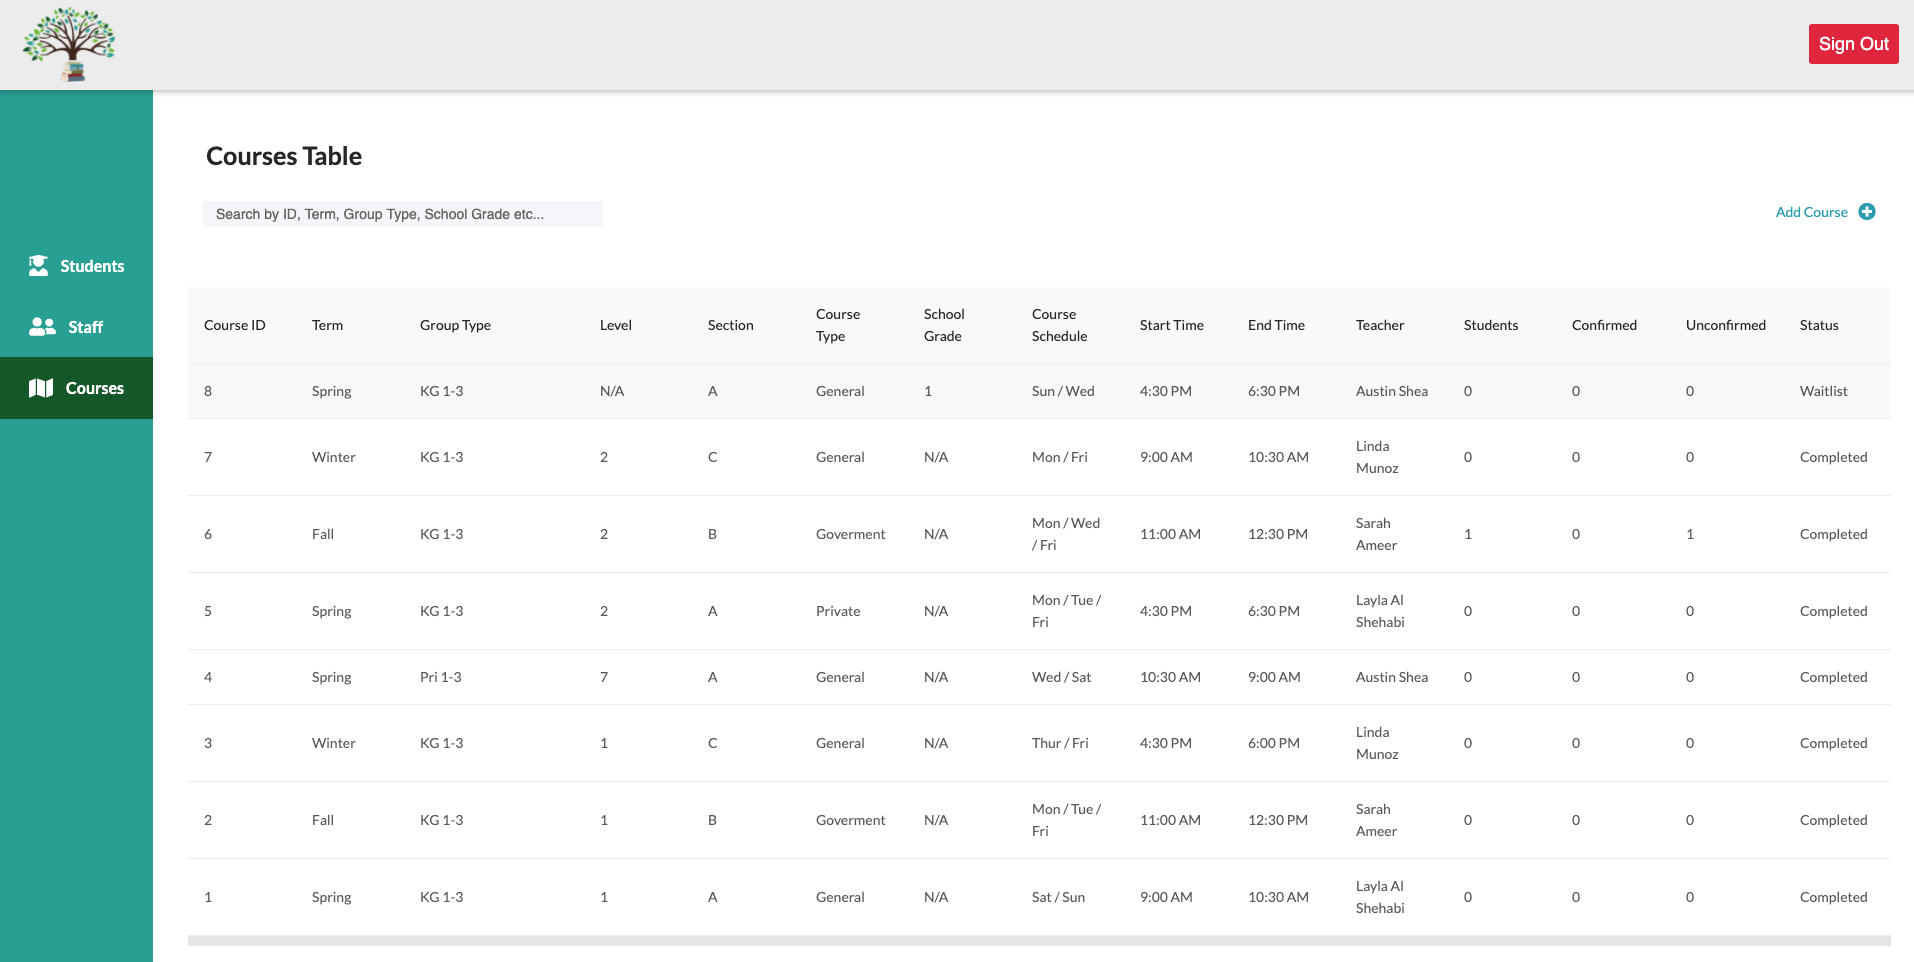 Sign Out
Courses Table
Search by ID, Term, Group Type, School Grade etc...
Add Course
Students
Staff
Courses
Course ID Term Group Type Level Section Course Type School Grade Course Schedule Start Time End Time Teacher Students Confirmed Unconfirmed Status
8 Spring KG 1-3 N/A A General 1 Sun / Wed 4:30 PM 6:30 PM Austin Shea 0 0 0 Waitlist
7 Winter KG 1-3 2 C General N/A Mon / Fri 9:00 AM 10:30 AM Linda Munoz 0 0 0 Completed
6 Fall KG 1-3 2 B Goverment N/A Mon / Wed / Fri 11:00 AM 12:30 PM Sarah Ameer 1 0 1 Completed
5 Spring KG 1-3 2 A Private N/A Mon / Tue / Fri 4:30 PM 6:30 PM Layla Al Shehabi 0 0 0 Completed
4 Spring Pri 1-3 7 A General N/A Wed / Sat 10:30 AM 9:00 AM Austin Shea 0 0 0 Completed
3 Winter KG 1-3 1 C General N/A Thur / Fri 4:30 PM 6:00 PM Linda Munoz 0 0 0 Completed
2 Fall KG 1-3 1 B Goverment N/A Mon / Tue / Fri 11:00 AM 12:30 PM Sarah Ameer 0 0 0 Completed
1 Spring KG 1-3 1 A General N/A Sat / Sun 9:00 AM 10:30 AM Layla Al Shehabi 0 0 0 Completed